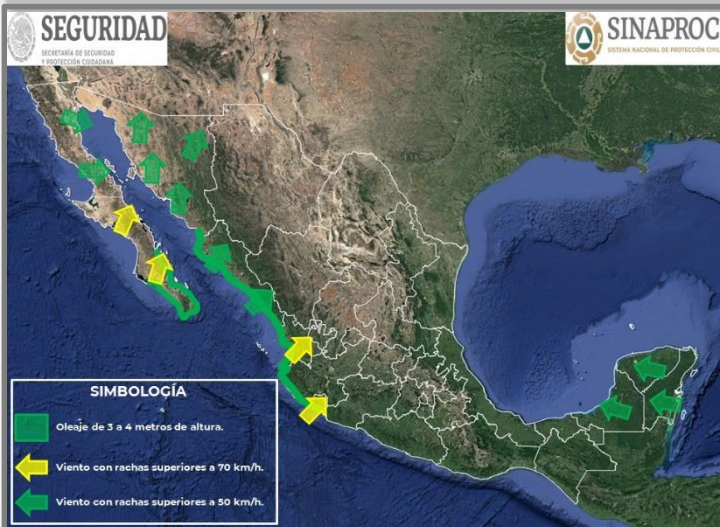 SEGURIDAD
SECRETARÍA DE SEGURIDAD
Y PROTECCIÓN CIUDADANA
SINAPROC
SISTEMA NACIONAL DE PROTECCIÓN CIVIL
SIMBOLOGÍA
Oleaje de 3 a 4 metros de altura.
Viento con rachas superiores a 70 km/h.
Viento con rachas superiores a 50 km/h.